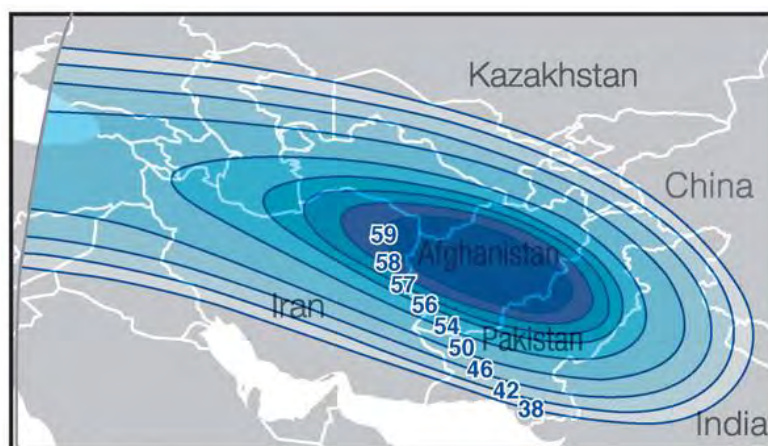 Kazakhstan
China
59
Afghanistan
58
57
Iran
56
54
Pakistan
50
46
42
38
India